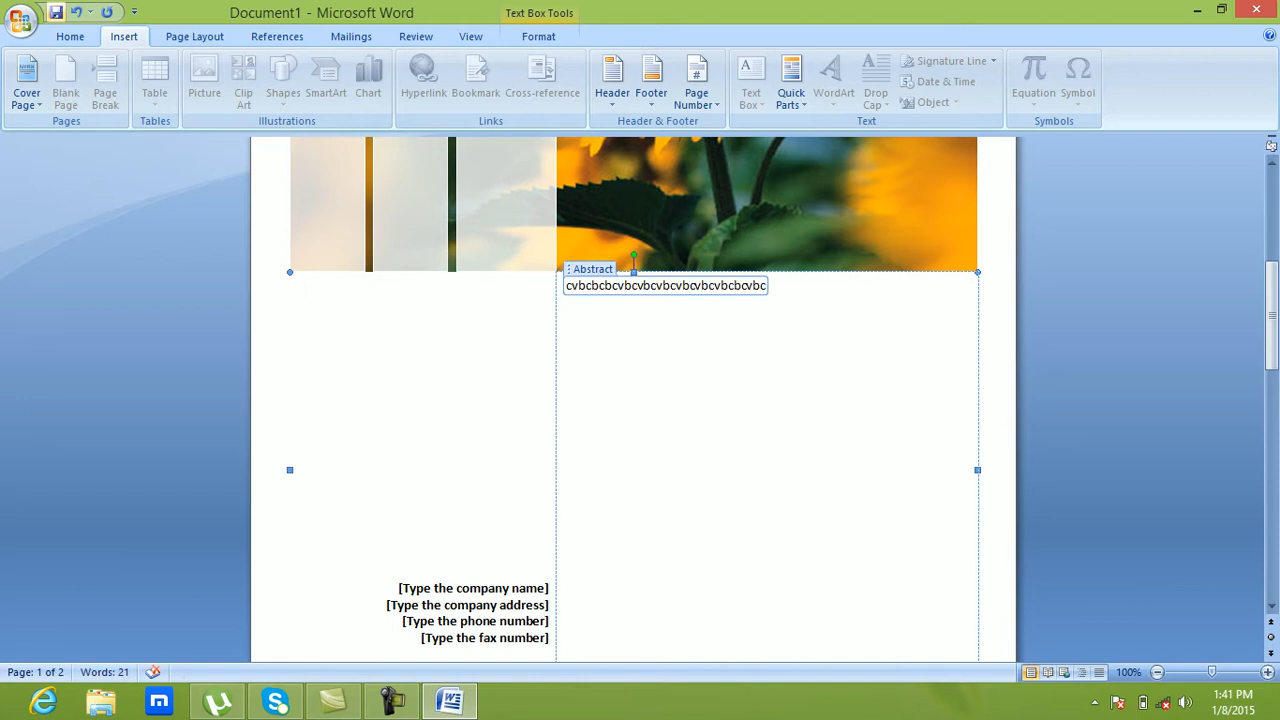 Document1 - Microsoft Word
Text Box Tools
Home
Insert
Page Layout
References
Mailings
Review
View
Format
Cover Page
Blank Page
Page Break
Table
Picture
Clip Art
Shapes
SmartArt
Chart
Hyperlink
Bookmark
Cross-reference
Header
Footer
Page Number
Text Box
Quick Parts
WordArt
Drop Cap
Signature Line
Date & Time
Object
Equation
Symbol
Pages
Tables
Illustrations
Links
Header & Footer
Text
Symbols
Abstract
cvbcbcbcvbcvbcvbcvbcvbcvbcbcvbc
[Type the company name]
[Type the company address]
[Type the phone number]
[Type the fax number]
Page: 1 of 2
Words: 21
100%
1:41 PM
1/8/2015